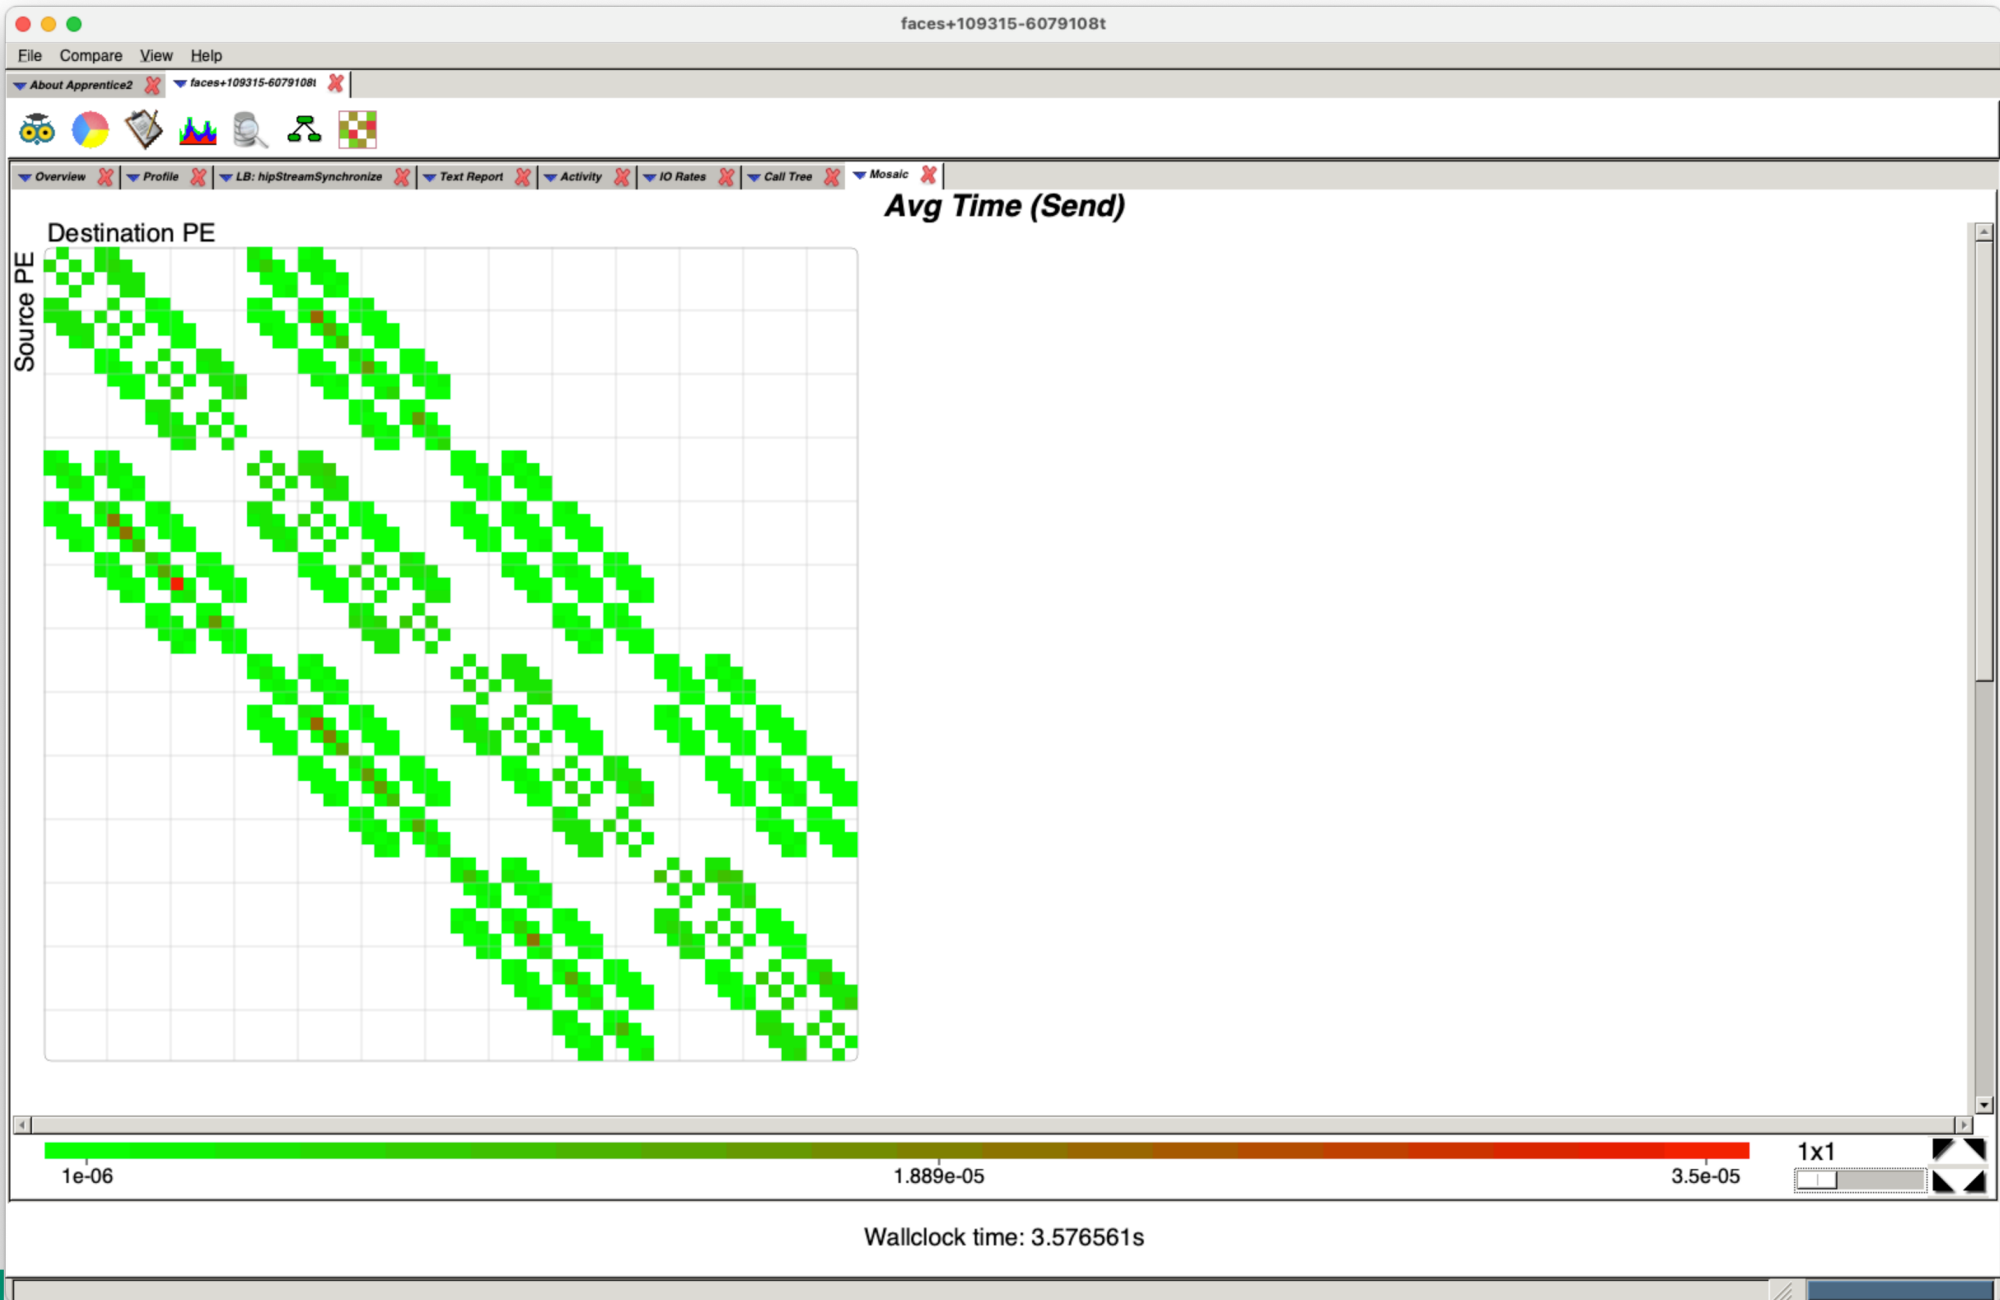 faces+109315-6079108t
File Compare View Help
About Apprentice2 faces+109315-6079108t
Overview Profile LB: hipStreamSynchronize Text Report Activity IO Rates Call Tree Mosaic
Avg Time (Send)
Destination PE
Source PE
1e-06 1.889e-05 3.5e-05
1x1
Wallclock time: 3.576561s